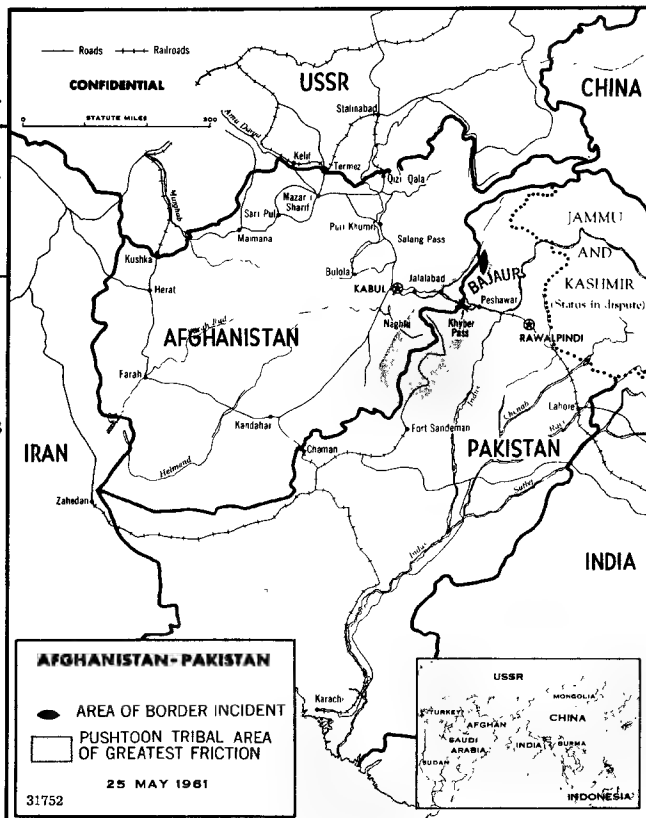 Roads Railroads
CONFIDENTIAL
STATUTE MILES
0 200
USSR
CHINA
Stalinabad
Amu Darya
Kelif
Termez
Qizi Qala
Murghab
Mazar i
Sharif
Sari Pul
Maimana
Puli Khumri
Salang Pass
JAMMU
AND
KASHMIR
(Status in dispute)
Kushka
Bulola
Jalalabad
BAJAUR
KABUL
Peshawar
Herat
Khyber
Pass
RAWALPINDI
AFGHANISTAN
Naghlu
Farah
Indus
Chenab
Lahore
Kandahar
Fort Sandeman
PAKISTAN
IRAN
Chaman
Helmand
Sutlej
Zahedan
Indus
INDIA
AFGHANISTAN-PAKISTAN
AREA OF BORDER INCIDENT
PUSHTOON TRIBAL AREA
OF GREATEST FRICTION
25 MAY 1961
31752
Karachi
USSR
MONGOLIA
TURKEY
CHINA
AFGHAN
SAUDI
ARABIA
INDIA
BURMA
SUDAN
INDONESIA